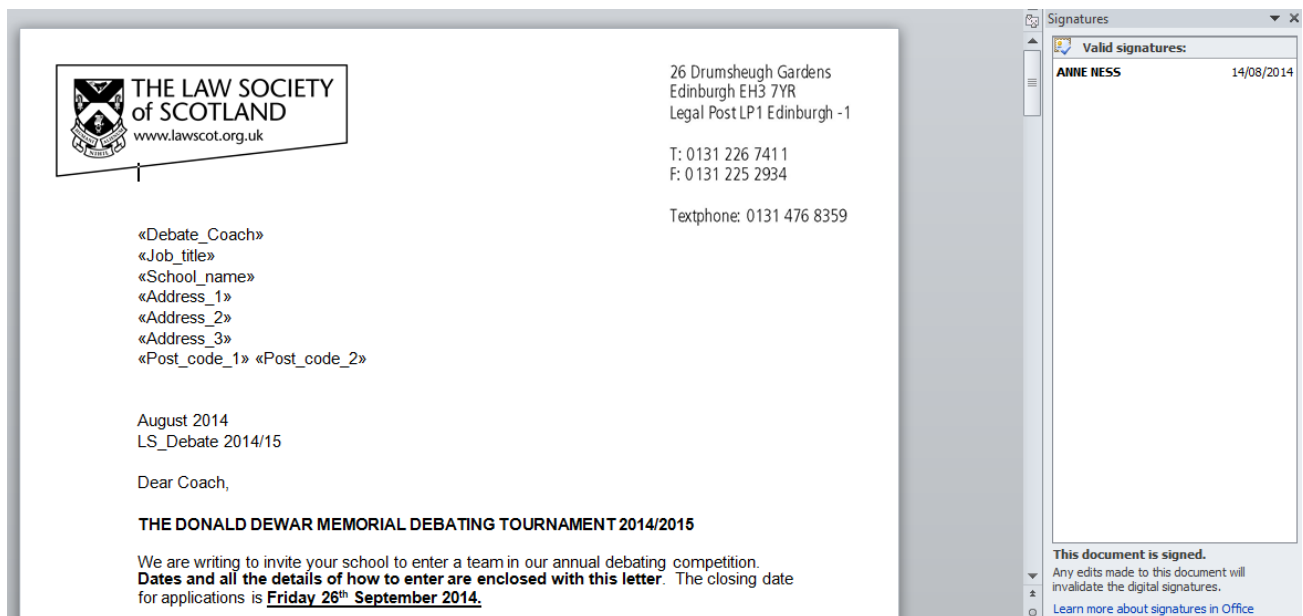 THE LAW SOCIETY
of SCOTLAND
www.lawscot.org.uk
26 Drumsheugh Gardens
Edinburgh EH3 7YR
Legal Post LP1 Edinburgh -1
T: 0131 226 7411
F: 0131 225 2934
Textphone: 0131 476 8359
«Debate_Coach»
«Job_title»
«School_name»
«Address_1»
«Address_2»
«Address_3»
«Post_code_1» «Post_code_2»
August 2014
LS_Debate 2014/15
Dear Coach,
THE DONALD DEWAR MEMORIAL DEBATING TOURNAMENT 2014/2015
We are writing to invite your school to enter a team in our annual debating competition.
Dates and all the details of how to enter are enclosed with this letter. The closing date
for applications is Friday 26th September 2014.
Signatures
Valid signatures:
ANNE NESS 14/08/2014
This document is signed.
Any edits made to this document will
invalidate the digital signatures.
Learn more about signatures in Office